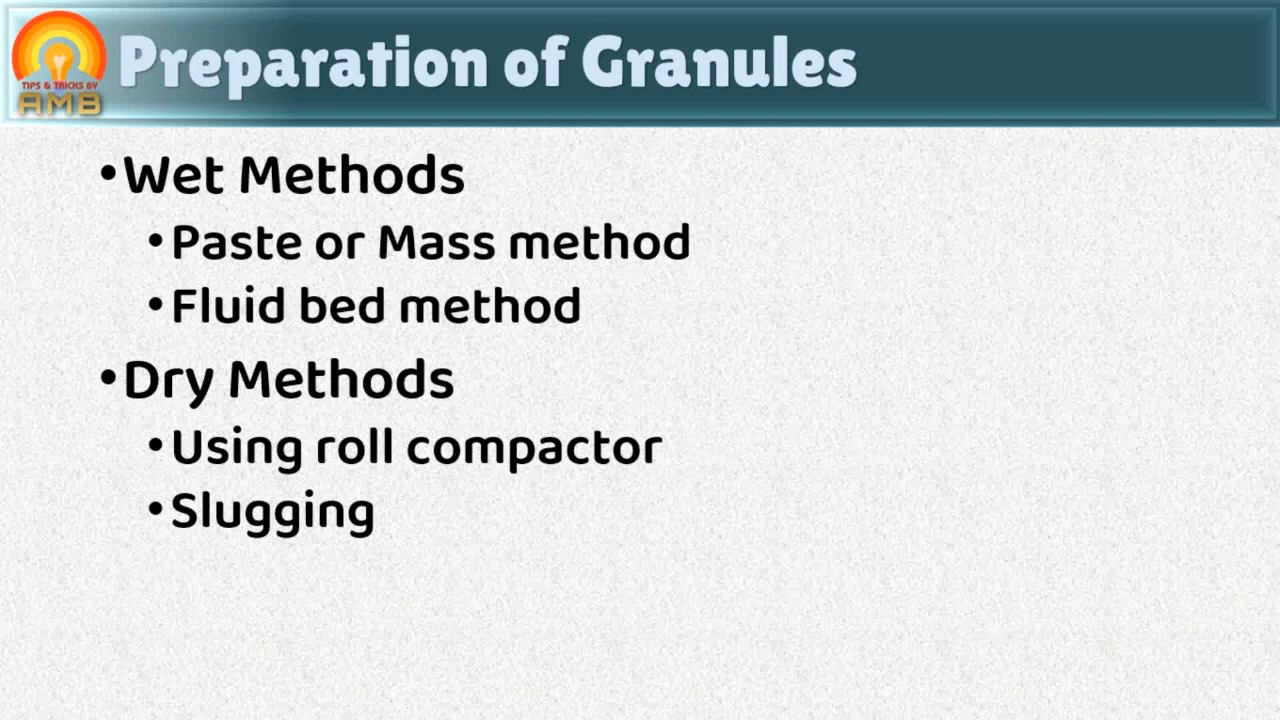 Preparation of Granules
TIPS & TRICKS BY
AMB
•Wet Methods
•Paste or Mass method
•Fluid bed method
•Dry Methods
•Using roll compactor
•Slugging